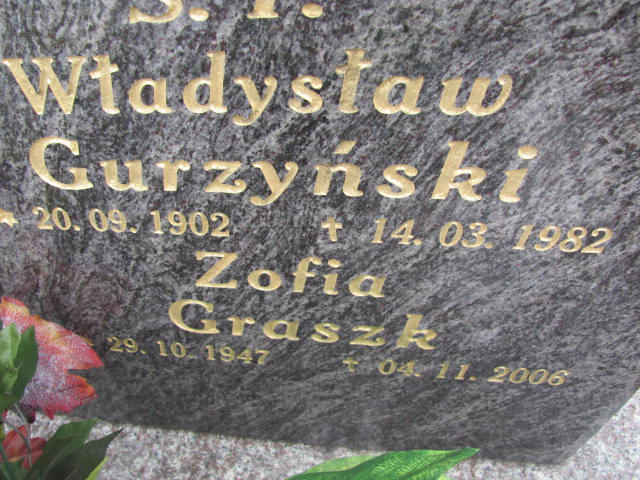 Ś. P.
Władysław
Gurzyński
* 20. 09. 1902 ✝ 14. 03. 1982
Zofia
Graszk
29. 10. 1947 ✝ 04. 11. 2006